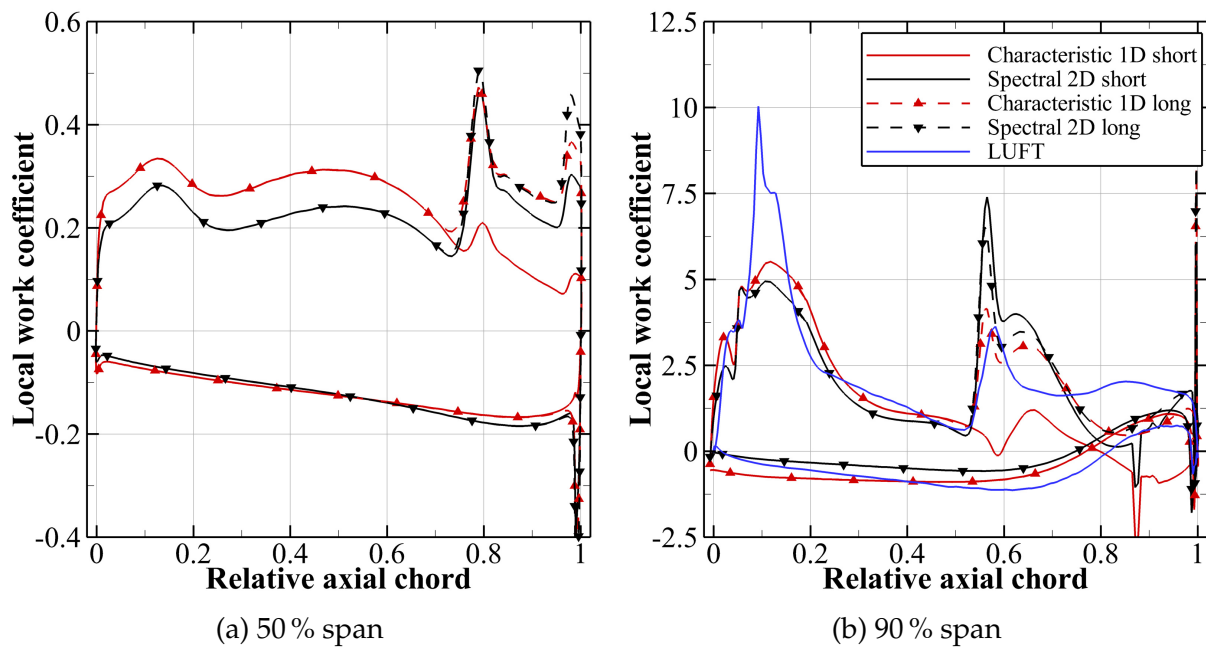 0.6
0.4
0.2
0
-0.2
-0.4
Local work coefficient
0
0.2
0.4
0.6
0.8
1
Relative axial chord
(a) 50 % span
12.5
10
7.5
5
2.5
0
-2.5
Local work coefficient
Characteristic 1D short
Spectral 2D short
Characteristic 1D long
Spectral 2D long
LUFT
0
0.2
0.4
0.6
0.8
1
Relative axial chord
(b) 90 % span